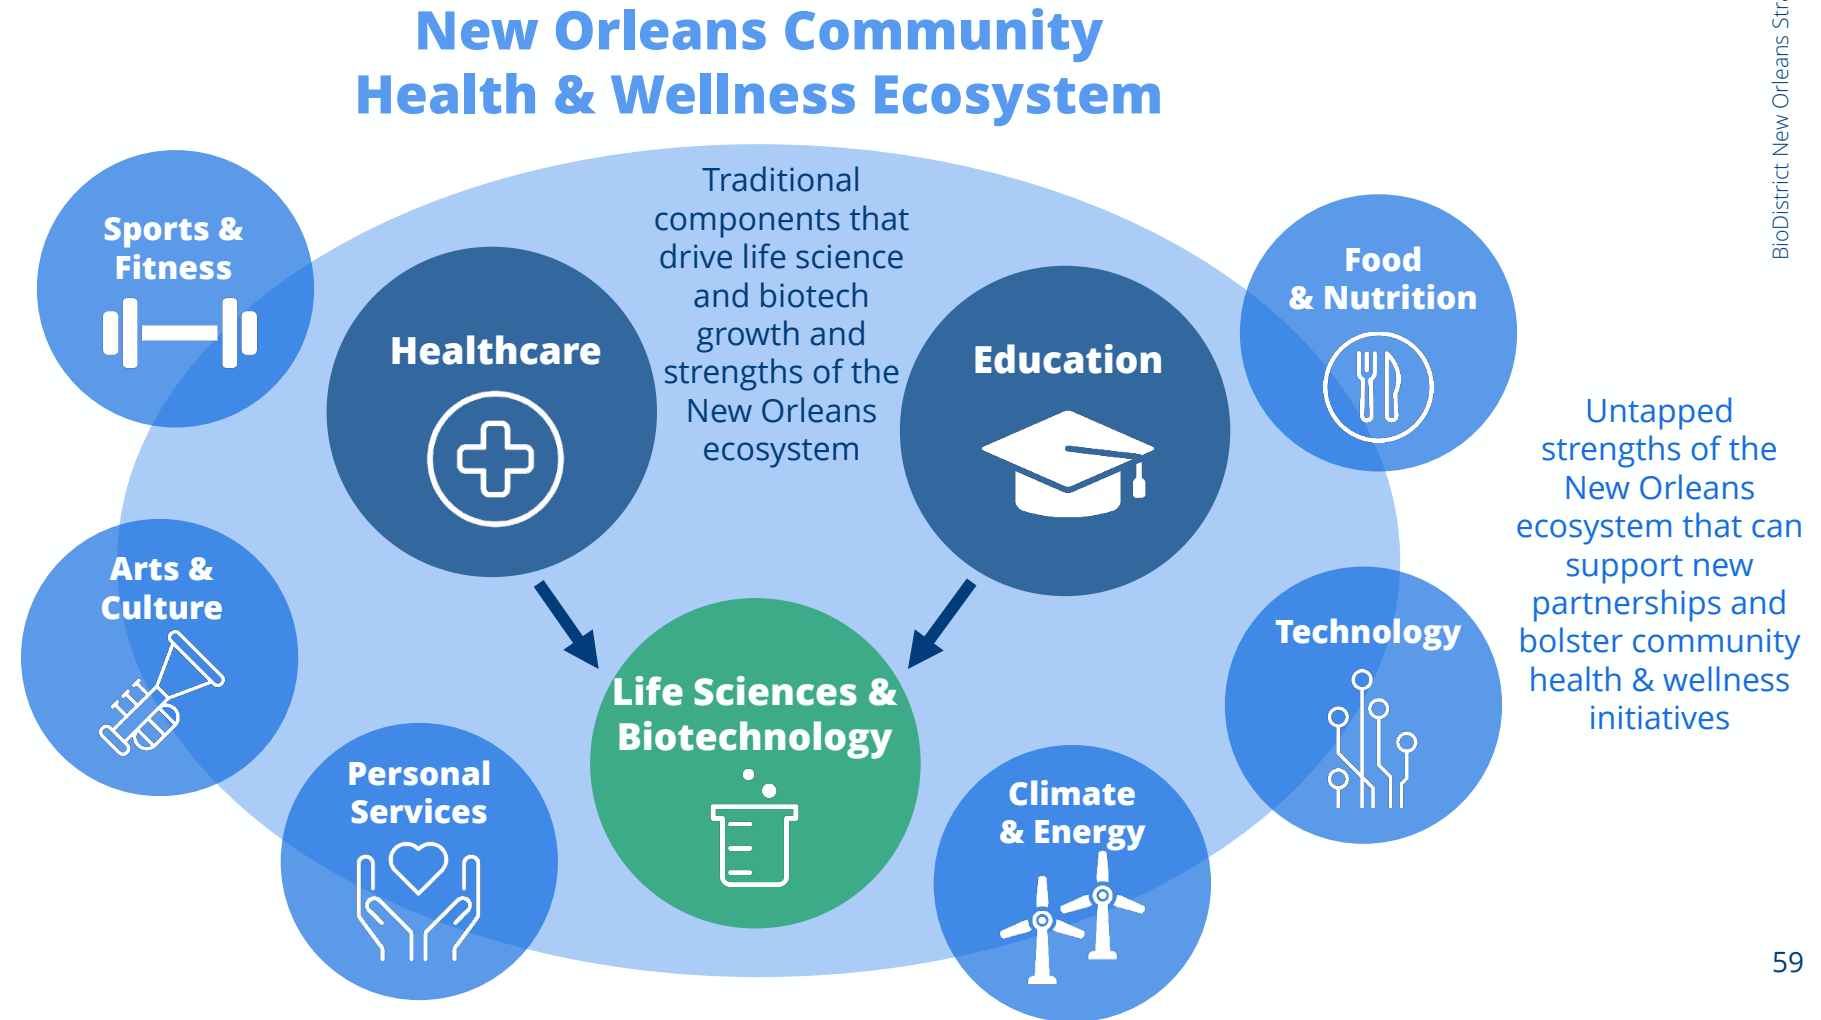 New Orleans Community
Health & Wellness Ecosystem
BioDistrict New Orleans
Traditional
components that
drive life science
and biotech
growth and
strengths of the
New Orleans
ecosystem
Sports &
Fitness
Healthcare
Education
Food
& Nutrition
Untapped
strengths of the
New Orleans
ecosystem that can
support new
partnerships and
bolster community
health & wellness
initiatives
Arts &
Culture
Technology
Life Sciences &
Biotechnology
Personal
Services
Climate
& Energy
59